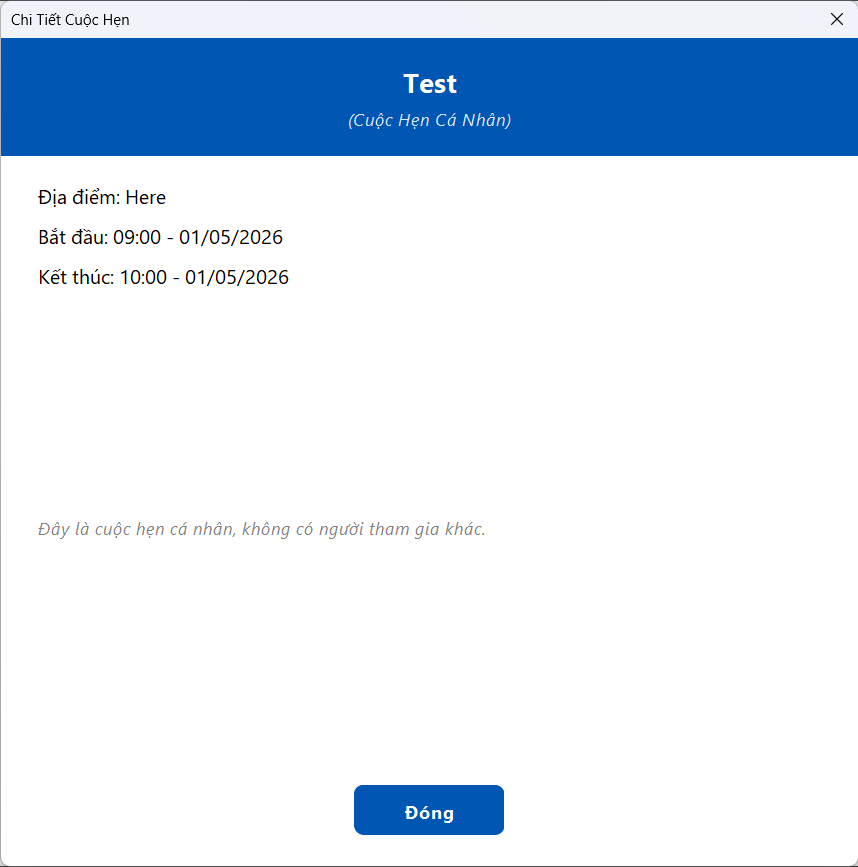 Chi Tiết Cuộc Hẹn
Test
(Cuộc Hẹn Cá Nhân)
Địa điểm: Here
Bắt đầu: 09:00 - 01/05/2026
Kết thúc: 10:00 - 01/05/2026
Đây là cuộc hẹn cá nhân, không có người tham gia khác.
Đóng